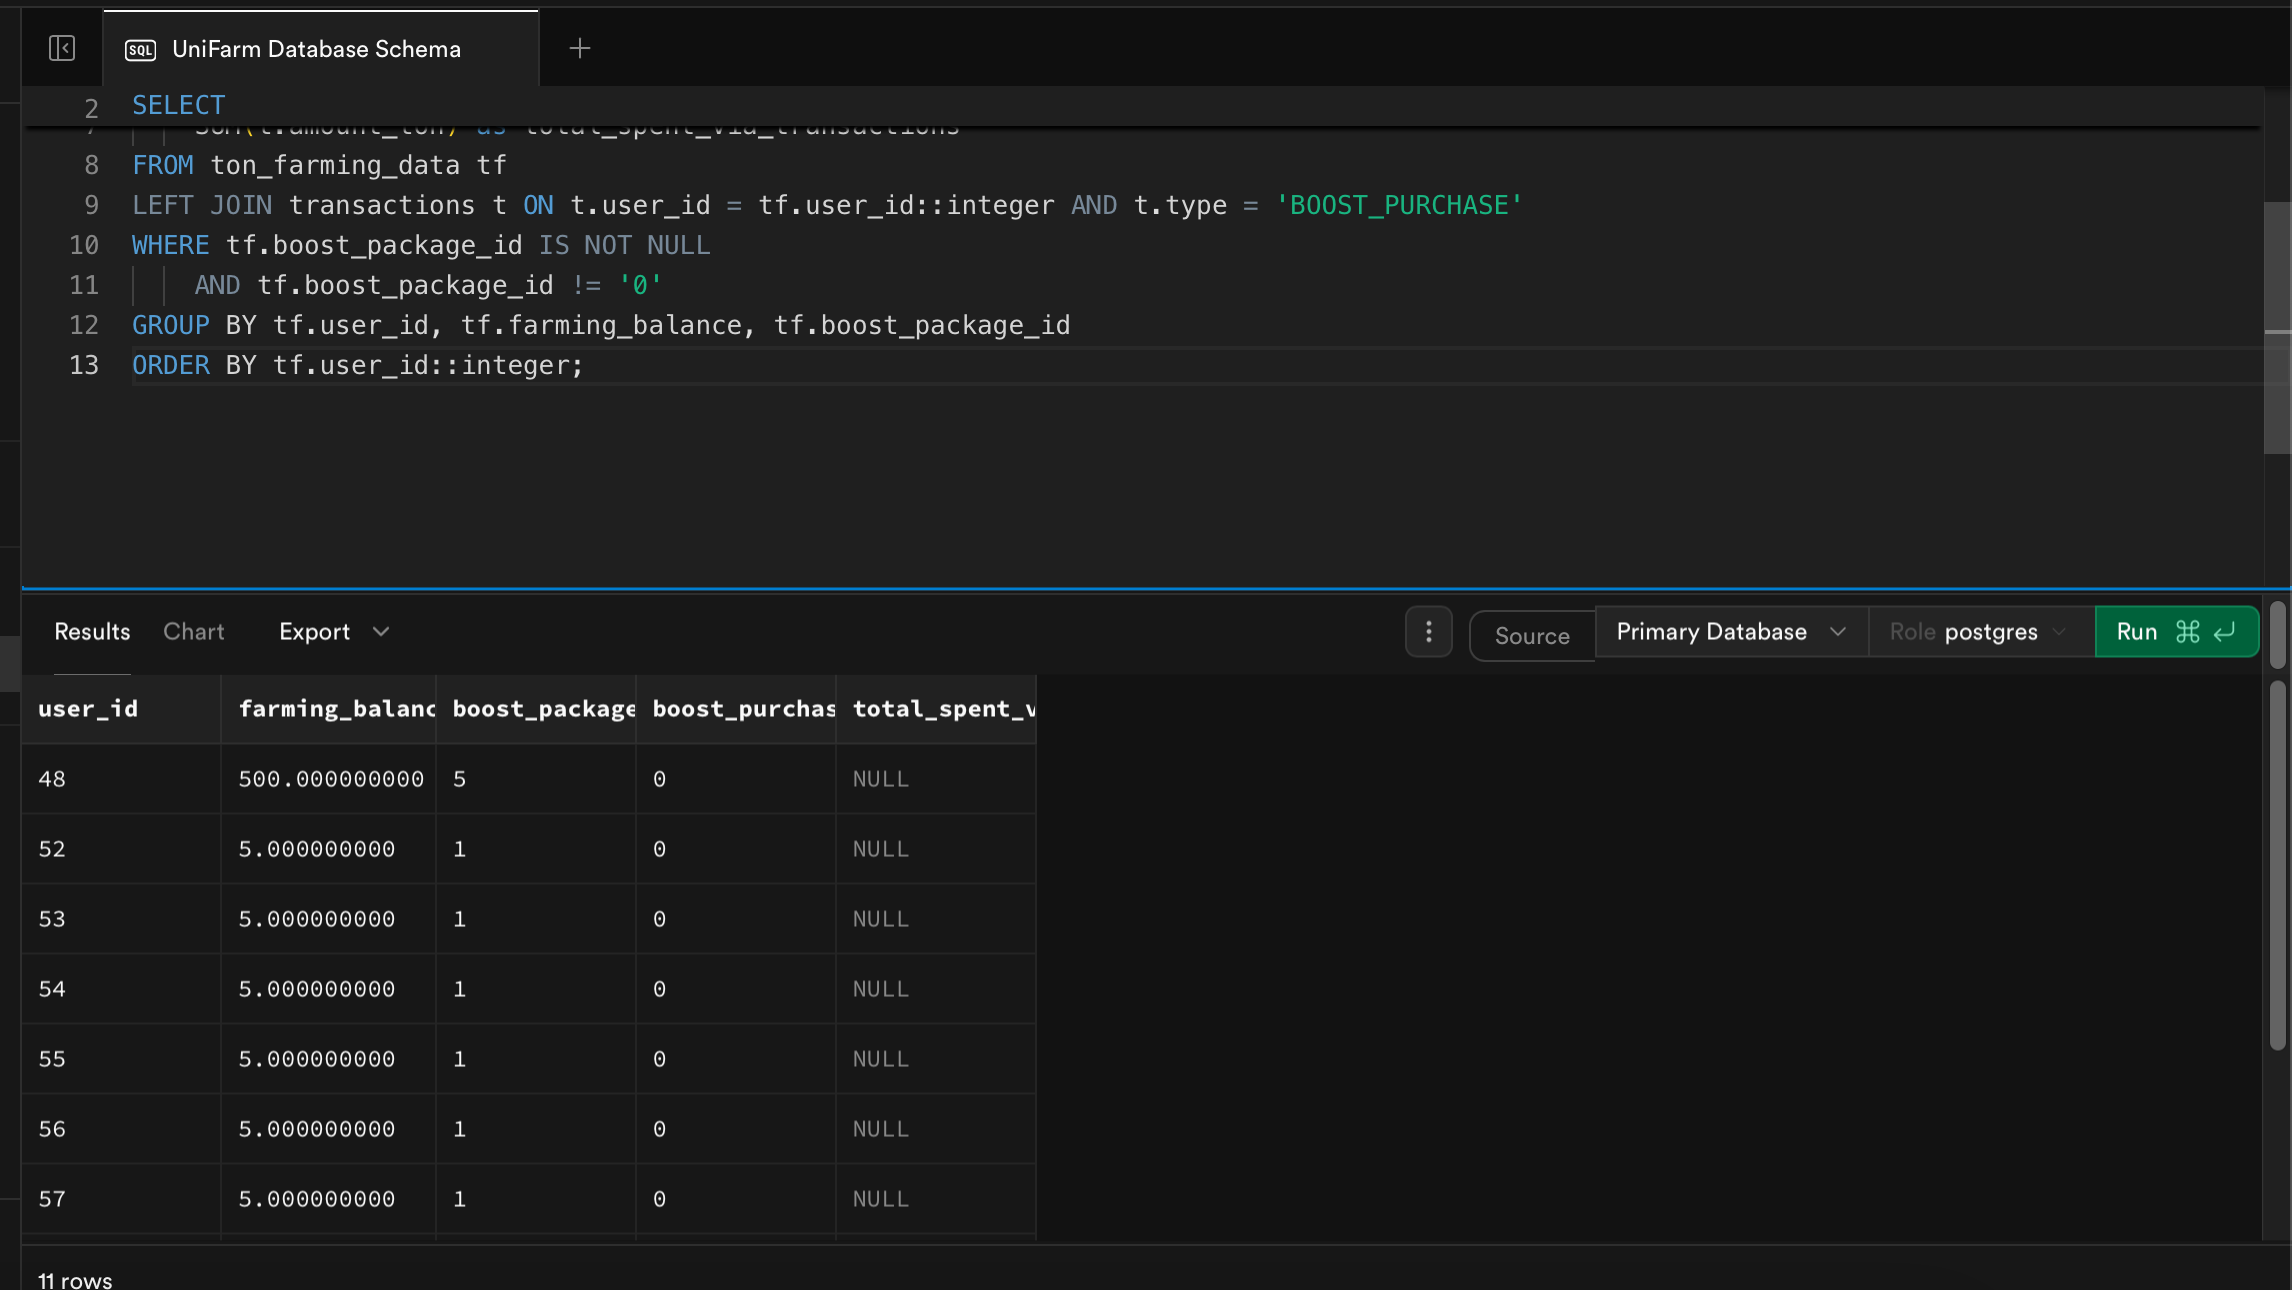 SQL UniFarm Database Schema
2 SELECT
7 SUM(t.amount_ton) as total_spent_via_transactions
8 FROM ton_farming_data tf
9 LEFT JOIN transactions t ON t.user_id = tf.user_id::integer AND t.type = 'BOOST_PURCHASE'
10 WHERE tf.boost_package_id IS NOT NULL
11 AND tf.boost_package_id != '0'
12 GROUP BY tf.user_id, tf.farming_balance, tf.boost_package_id
13 ORDER BY tf.user_id::integer;
Results Chart Export Source Primary Database Role postgres Run ⌘ ↵
user_id farming_balanc boost_package boost_purchas total_spent_v
48 500.000000000 5 0 NULL
52 5.000000000 1 0 NULL
53 5.000000000 1 0 NULL
54 5.000000000 1 0 NULL
55 5.000000000 1 0 NULL
56 5.000000000 1 0 NULL
57 5.000000000 1 0 NULL
11 rows